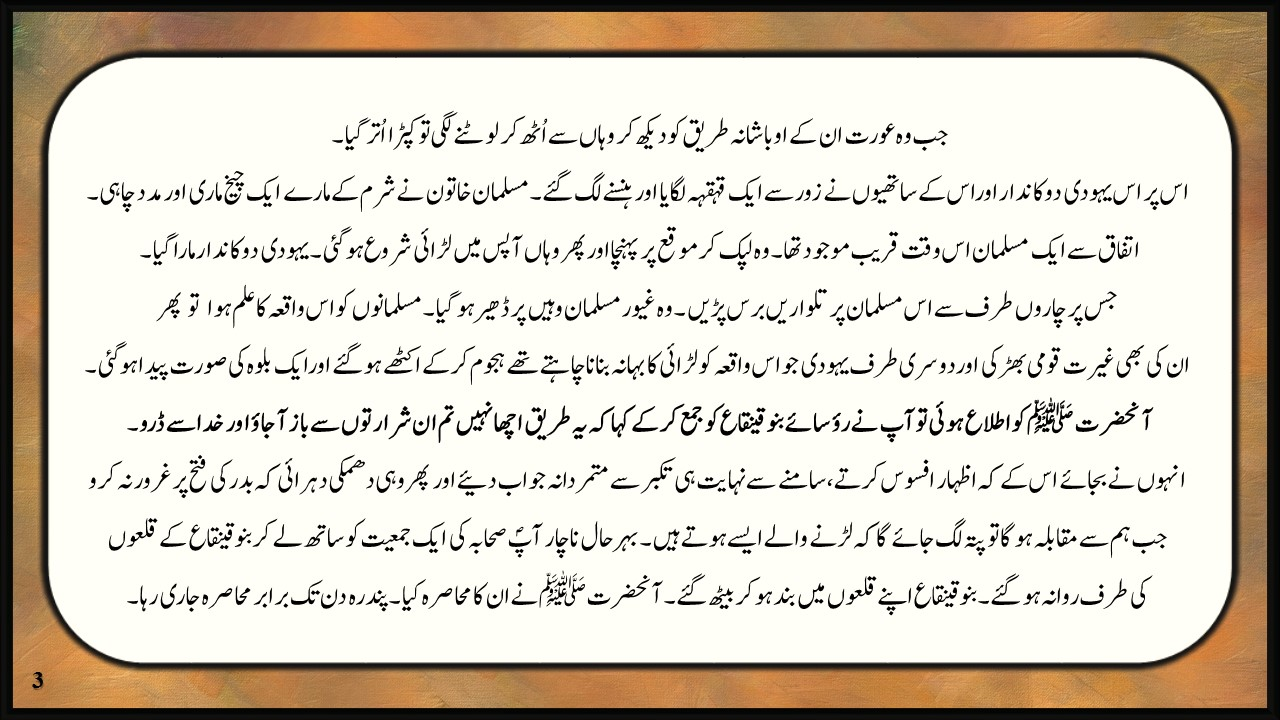 جب وہ عورت ان کے اوباشانہ طریق کو دیکھ کر وہاں سے اُٹھ کر لوٹنے لگی تو کپڑا اُتر گیا۔
اس پر اس یہودی دوکاندار اور اس کے ساتھیوں نے زور سے ایک قہقہہ لگایا اور ہنسنے لگ گئے۔ مسلمان خاتون نے شرم کے مارے ایک چیخ ماری اور مدد چاہی۔
اتفاق سے ایک مسلمان اس وقت قریب موجود تھا۔ وہ لپک کر موقع پر پہنچا اور پھر وہاں آپس میں لڑائی شروع ہو گئی۔ یہودی دوکاندار مارا گیا۔
جس پر چاروں طرف سے اس مسلمان پر تلواریں برس پڑیں۔ وہ غیور مسلمان وہیں پر ڈھیر ہو گیا۔ مسلمانوں کو اس واقعہ کا علم ہوا تو پھر
ان کی بھی غیرت قومی بھڑکی اور دوسری طرف یہودی جو اس واقعہ کو لڑائی کا بہانہ بنانا چاہتے تھے ہجوم کر کے اکٹھے ہو گئے اور ایک بلوہ کی صورت پیدا ہو گئی۔
آنحضرت ﷺ کو اطلاع ہوئی تو آپ نے رؤسائے بنو قینقاع کو جمع کر کے کہا کہ یہ طریق اچھا نہیں تم ان شرارتوں سے باز آجاؤ اور خدا سے ڈرو۔
انہوں نے بجائے اس کے کہ اظہار افسوس کرتے، سامنے سے نہایت ہی تکبر سے متمردانہ جواب دیئے اور پھر وہی دھمکی دہرائی کہ بدر کی فتح پر غرور نہ کرو
جب ہم سے مقابلہ ہو گا تو پتہ لگ جائے گا کہ لڑنے والے ایسے ہوتے ہیں۔ بہر حال ناچار آپؐ صحابہ کی ایک جمعیت کو ساتھ لے کر بنو قینقاع کے قلعوں
کی طرف روانہ ہو گئے۔ بنو قینقاع اپنے قلعوں میں بند ہو کر بیٹھ گئے۔ آنحضرت ﷺ نے ان کا محاصرہ کیا۔ پندرہ دن تک برابر محاصرہ جاری رہا۔
3